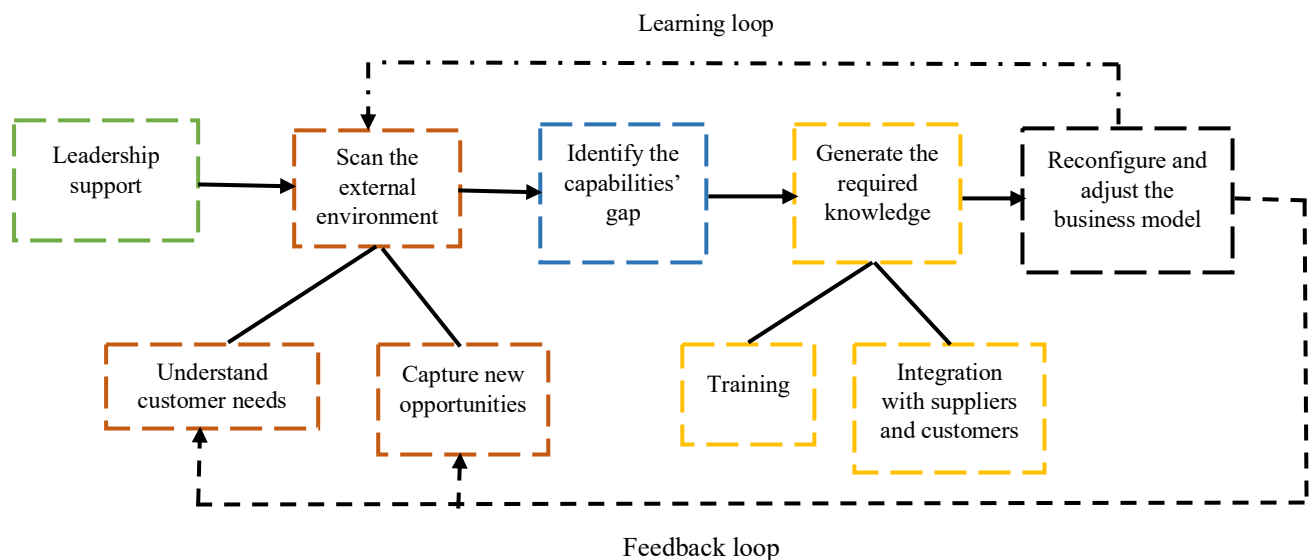 Learning loop
Leadership
support
Scan the
external
environment
Identify the
capabilities’
gap
Generate the
required
knowledge
Reconfigure and
adjust the
business model
Understand
customer needs
Capture new
opportunities
Training
Integration
with suppliers
and customers
Feedback loop